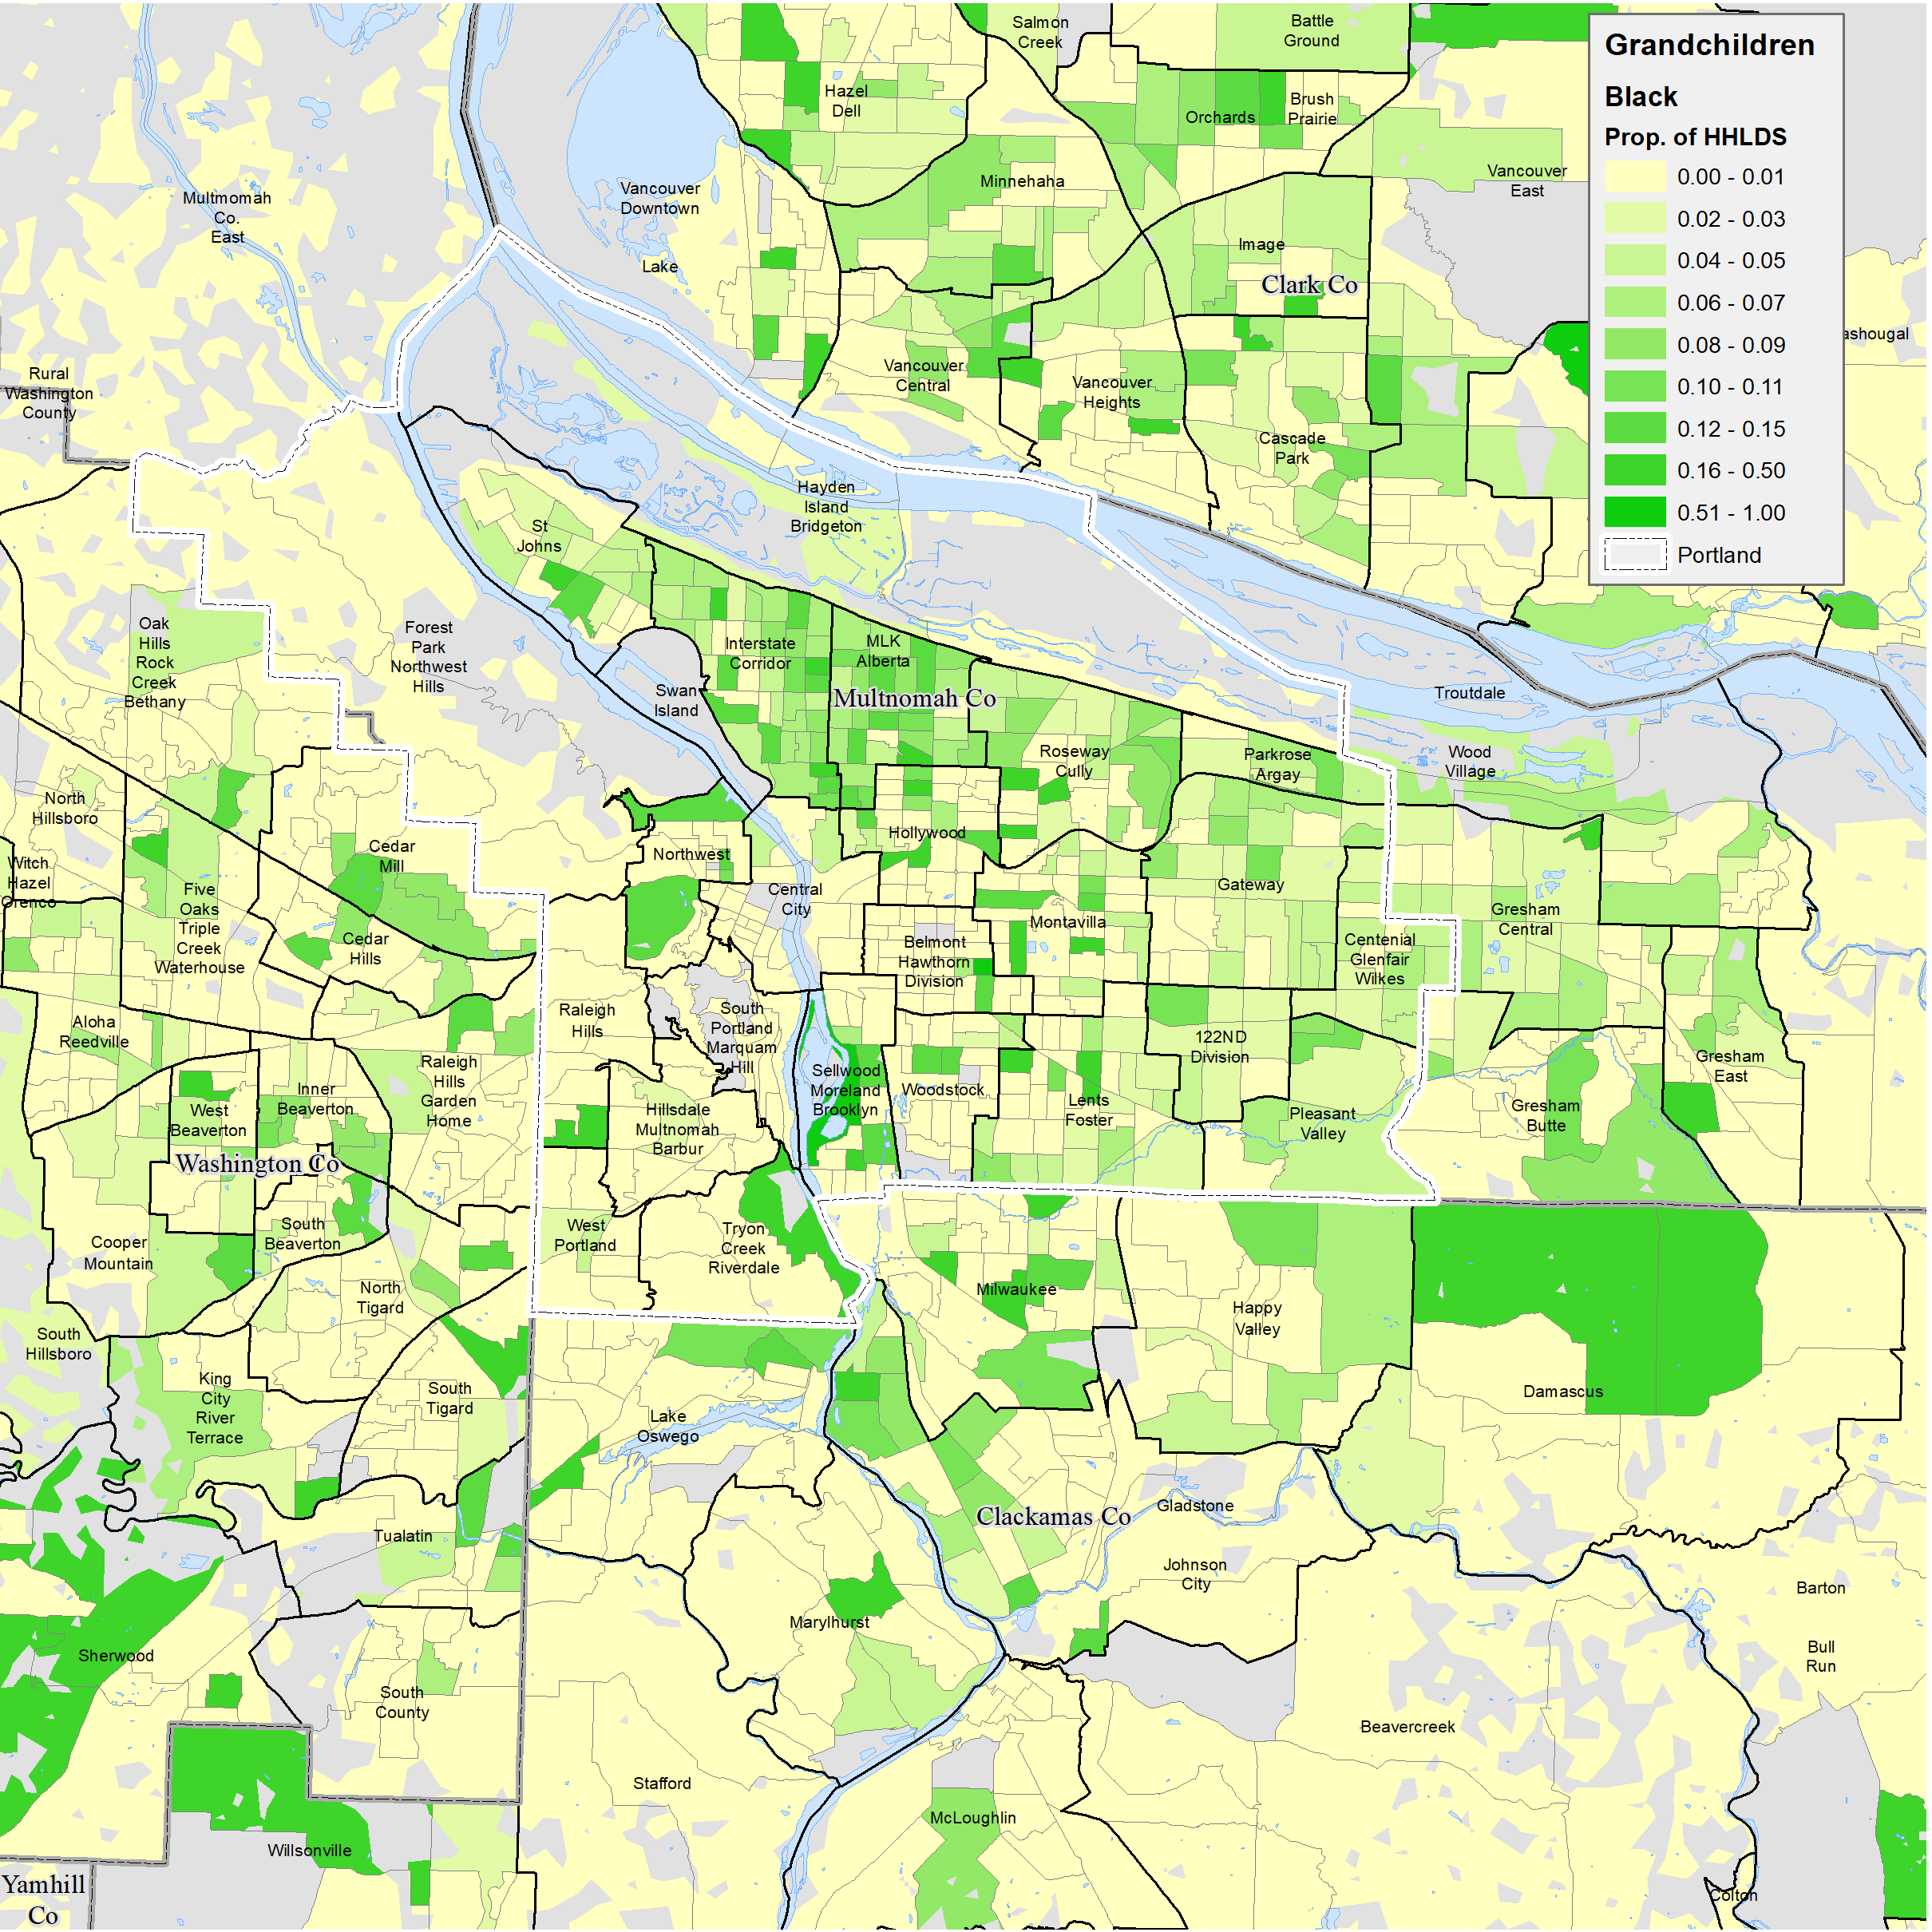 Grandchildren
Black
Prop. of HHLDS
0.00 - 0.01
0.02 - 0.03
0.04 - 0.05
0.06 - 0.07
0.08 - 0.09
0.10 - 0.11
0.12 - 0.15
0.16 - 0.50
0.51 - 1.00
Portland
Salmon
Creek
Battle
Ground
Hazel
Dell
Orchards
Brush
Prairie
Multmomah
Co.
East
Vancouver
Downtown
Lake
Minnehaha
Vancouver
East
Image
Clark Co
ashougal
Rural
Washington
County
Vancouver
Central
Vancouver
Heights
Cascade
Park
Hayden
Island
Bridgeton
St
Johns
Oak
Hills
Rock
Creek
Bethany
Forest
Park
Northwest
Hills
Interstate
Corridor
MLK
Alberta
Swan
Island
Multnomah Co
Troutdale
Roseway
Cully
Parkrose
Argay
Wood
Village
North
Hillsboro
Cedar
Mill
Hollywood
Northwest
Witch
Hazel
Orenco
Five
Oaks
Triple
Creek
Waterhouse
Central
City
Gateway
Gresham
Central
Montavilla
Cedar
Hills
Belmont
Hawthorn
Division
Centenial
Glenfair
Wilkes
Raleigh
Hills
South
Portland
Marquam
Hill
Aloha
Reedville
122ND
Division
Raleigh
Hills
Garden
Home
Sellwood
Moreland
Brooklyn
Woodstock
Gresham
East
Inner
Beaverton
West
Beaverton
Hillsdale
Multnomah
Barbur
Lents
Foster
Pleasant
Valley
Gresham
Butte
Washington Co
South
Beaverton
West
Portland
Tryon
Creek
Riverdale
Cooper
Mountain
North
Tigard
Milwaukee
Happy
Valley
South
Hillsboro
King
City
River
Terrace
South
Tigard
Lake
Oswego
Damascus
Clackamas Co
Gladstone
Tualatin
Johnson
City
Barton
Marylhurst
Sherwood
Bull
Run
South
County
Beavercreek
Stafford
McLoughlin
Willsonville
Yamhill
Co
Colton